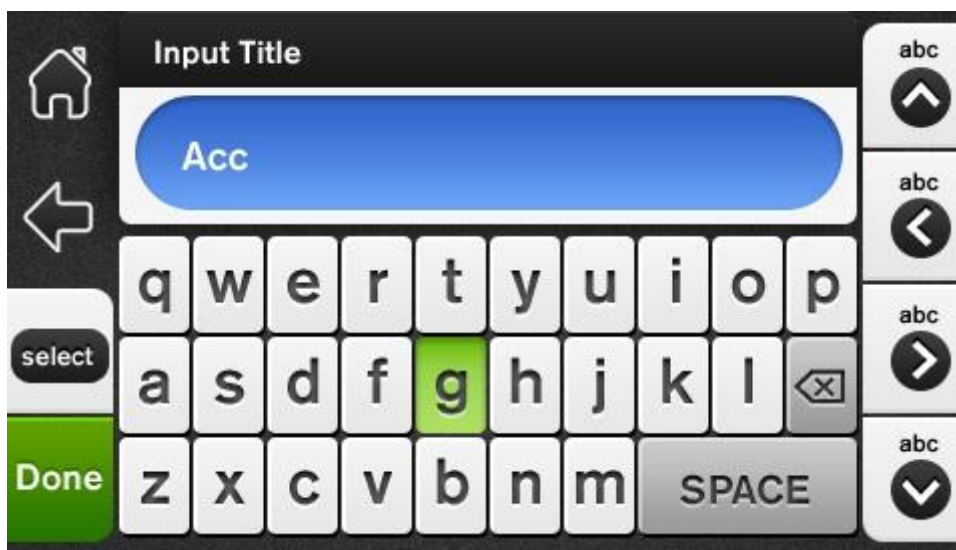 Input Title
abc
Acc
abc
q w e r t y u i o p
abc
select
a s d f g h j k l
abc
Done
z x c v b n m SPACE